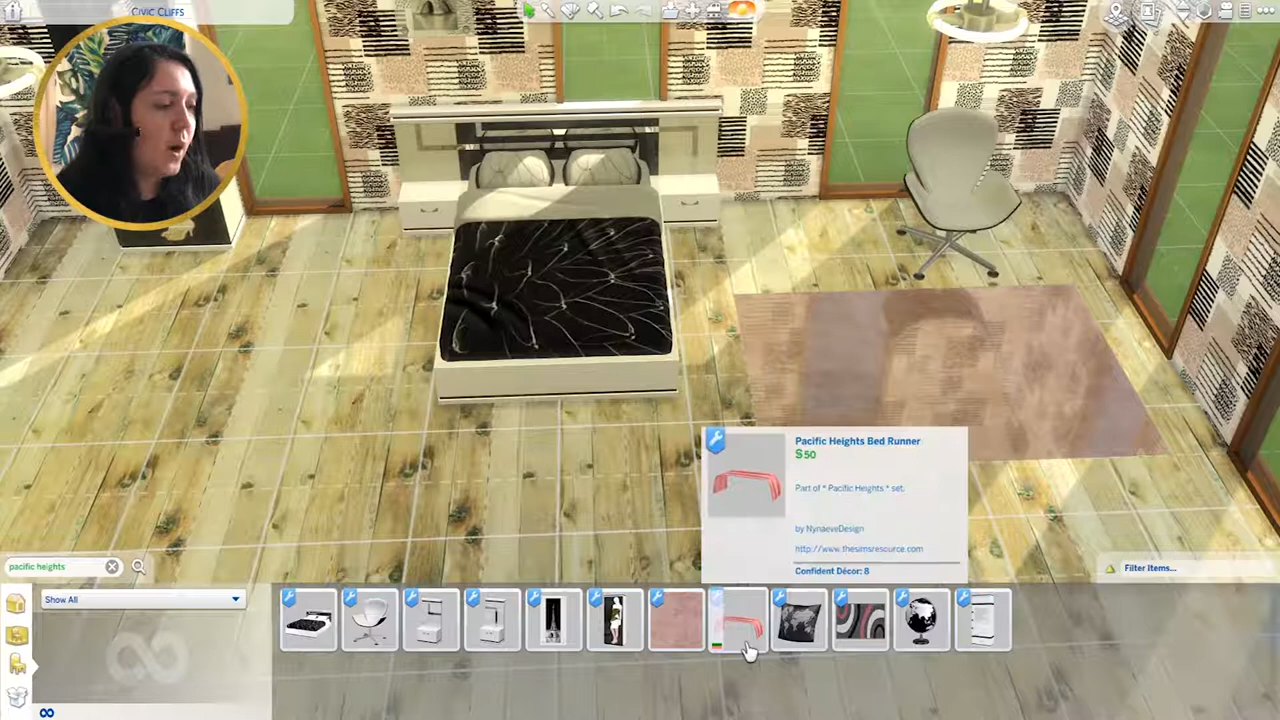 CIVIC CLIFFS
Pacific Heights Bed Runner
§50
Part of * Pacific Heights * set.
by NynaeveDesign
http://www.thesimsresource.com
Confident Décor: 8
pacific heights
Filter Items...
Show All